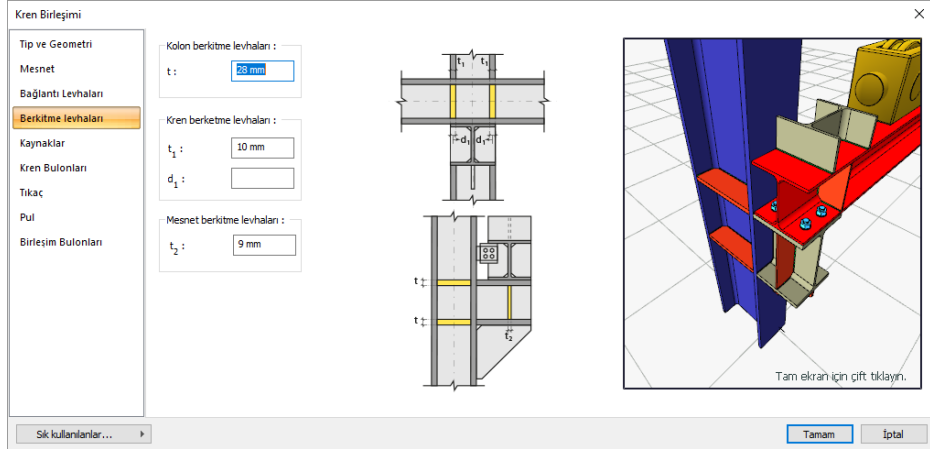 Kren Birleşimi
Tip ve Geometri
Mesnet
Bağlantı Levhaları
Berkitme levhaları
Kaynaklar
Kren Bulonları
Tıkaç
Pul
Birleşim Bulonları
Kolon berkitme levhaları :
t :
28 mm
Kren berketme levhaları :
t1 :
10 mm
d1 :
Mesnet berkitme levhaları :
t2 :
9 mm
t1 t1
d1 d1
t
t
t2
Tam ekran için çift tıklayın.
Sık kullanılanlar...
Tamam
İptal